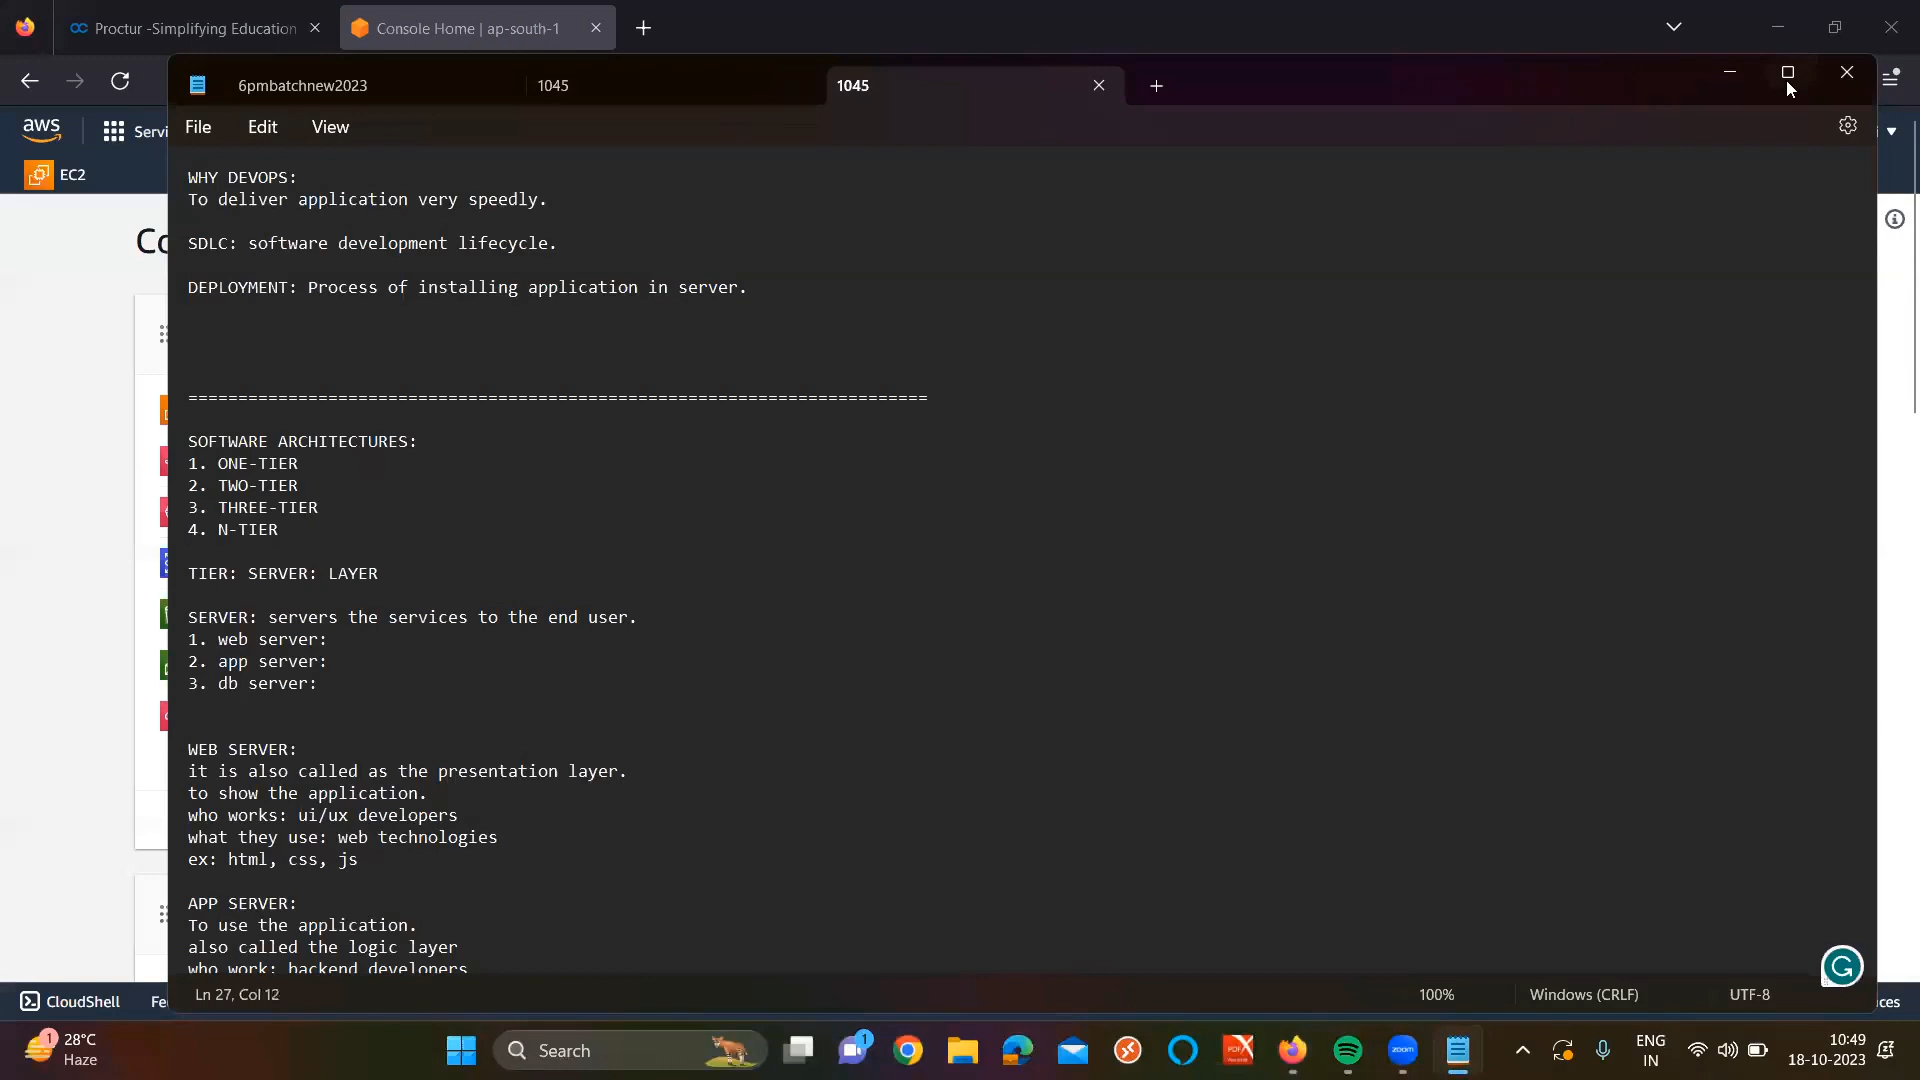 Proctur -Simplifying Education
Console Home | ap-south-1
6pmbatchnew2023
1045
1045
aws
Servi
File
Edit
View
EC2
WHY DEVOPS:
To deliver application very speedly.
SDLC: software development lifecycle.
DEPLOYMENT: Process of installing application in server.
==========================================================================
SOFTWARE ARCHITECTURES:
1. ONE-TIER
2. TWO-TIER
3. THREE-TIER
4. N-TIER
TIER: SERVER: LAYER
SERVER: servers the services to the end user.
1. web server:
2. app server:
3. db server:
WEB SERVER:
it is also called as the presentation layer.
to show the application.
who works: ui/ux developers
what they use: web technologies
ex: html, css, js
APP SERVER:
To use the application.
also called the logic layer
who work: backend developers
Ln 27, Col 12
100%
Windows (CRLF)
UTF-8
CloudShell
Fe
ces
1
28°C
Haze
Search
1
zoom
ENG
IN
10:49
18-10-2023